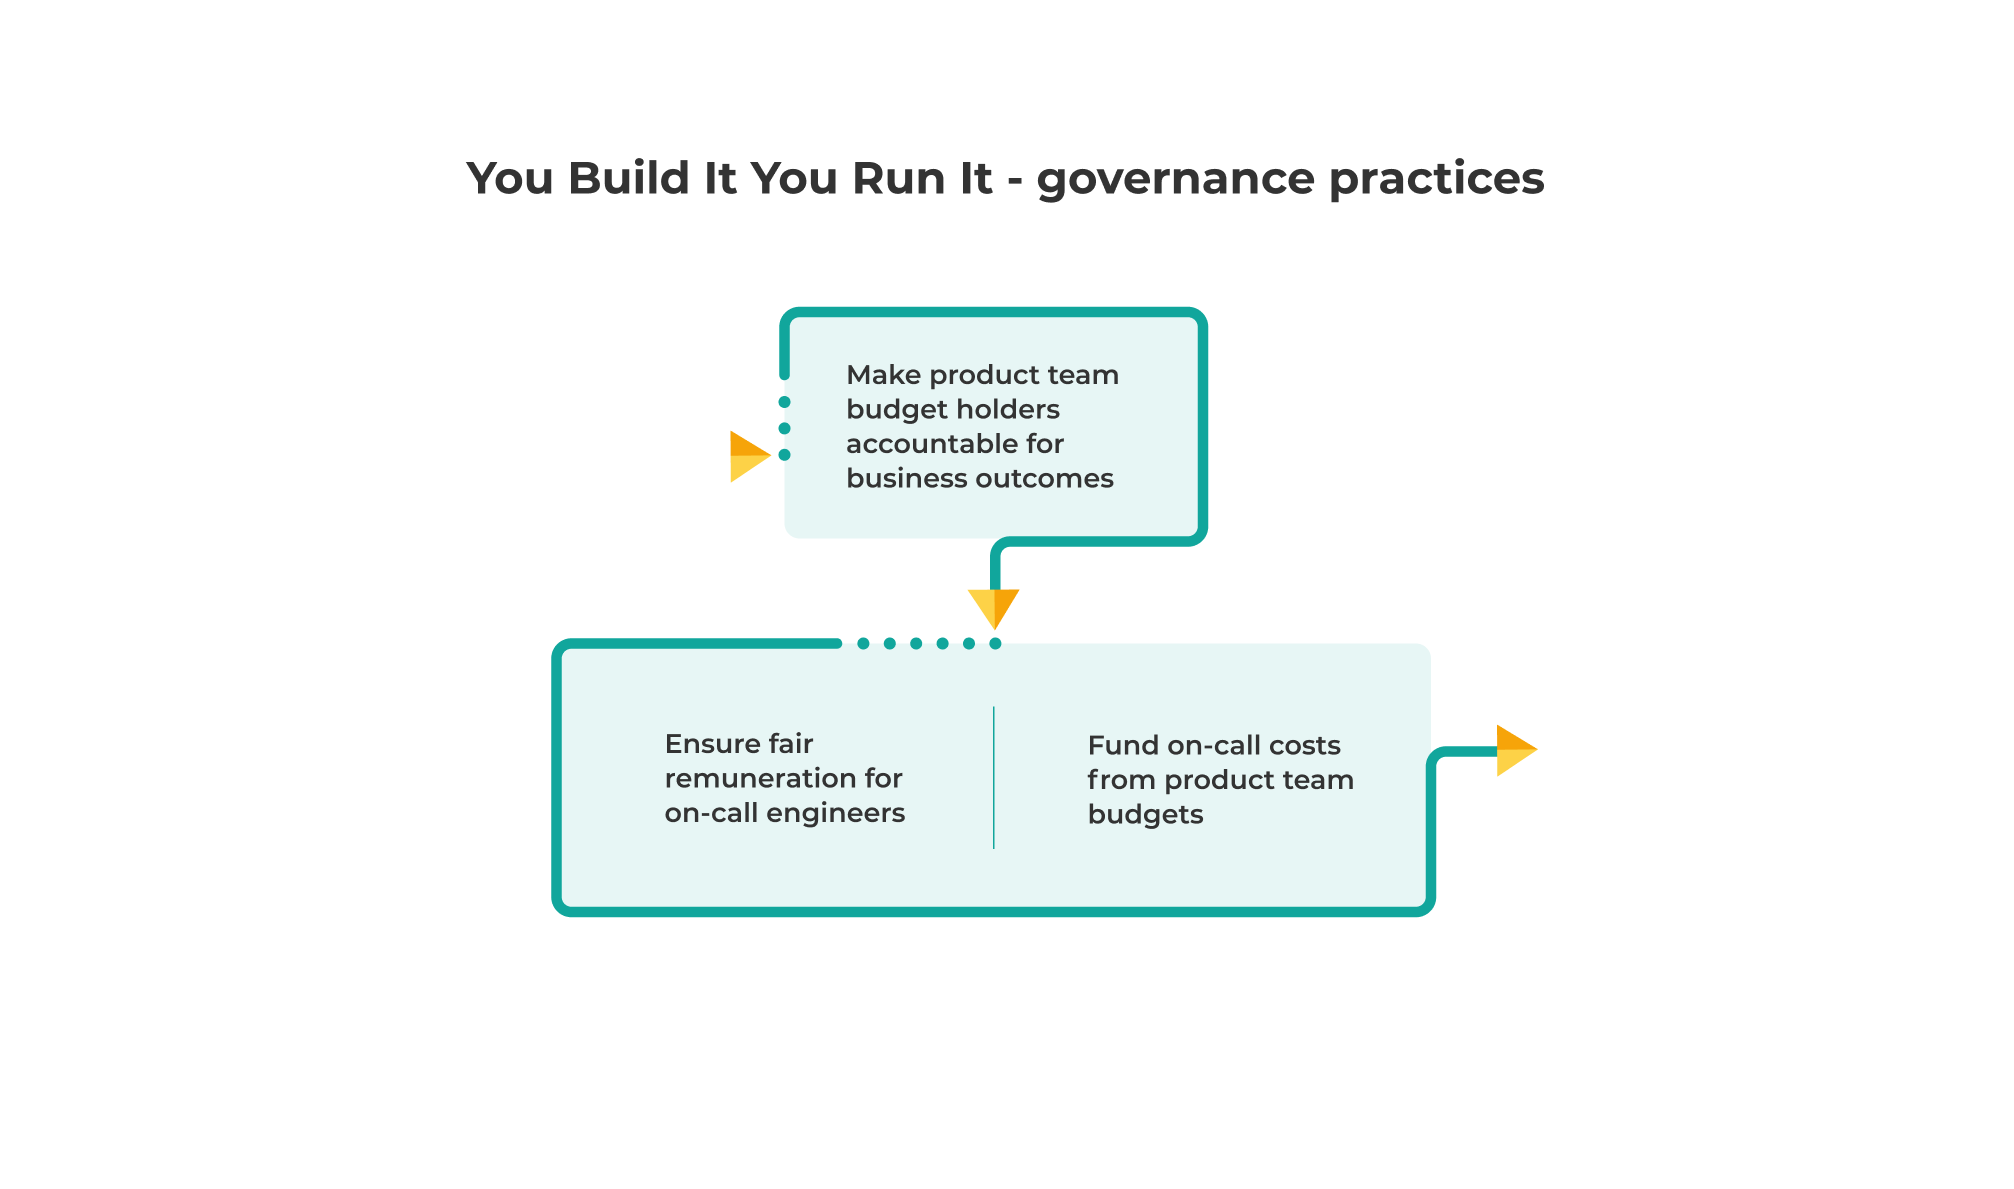 You Build It You Run It - governance practices
Make product team
budget holders
accountable for
business outcomes
Ensure fair
remuneration for
on-call engineers
Fund on-call costs
from product team
budgets